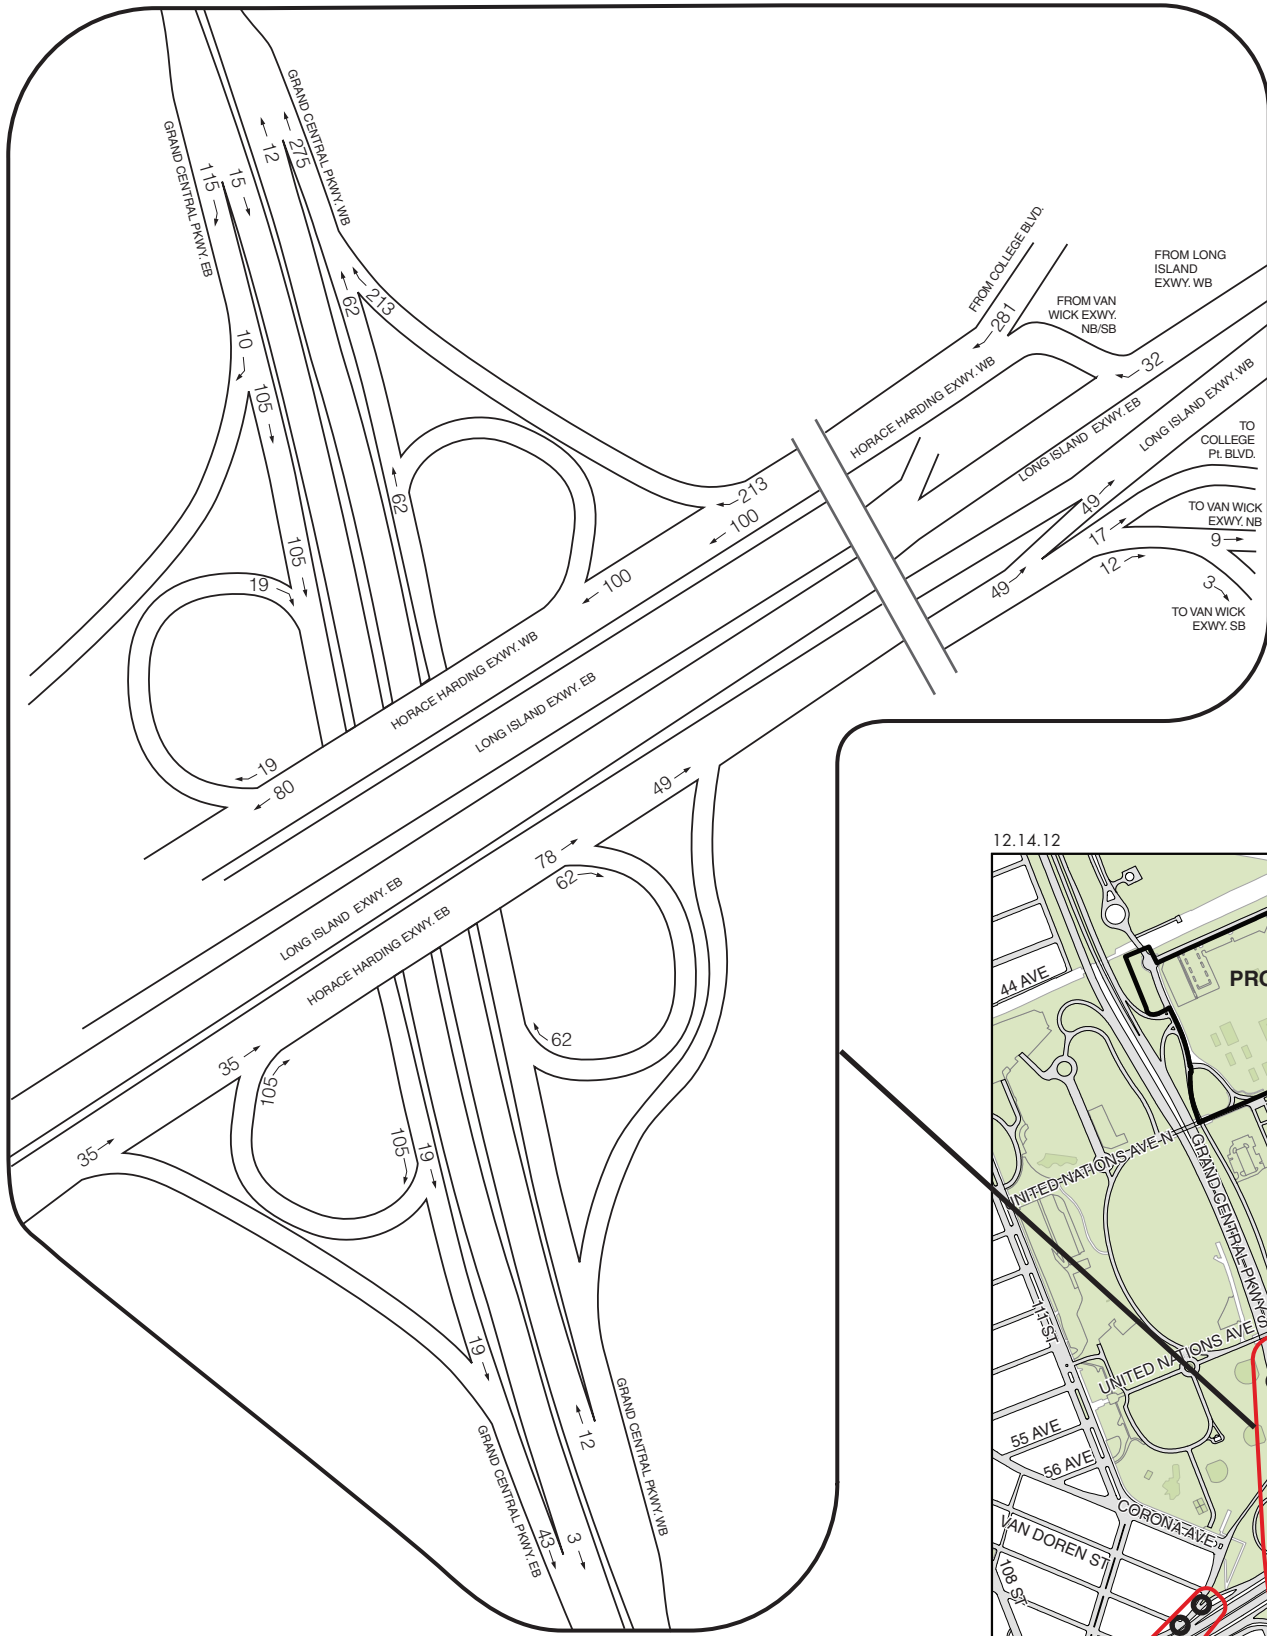 GRAND CENTRAL PKWY. WB
GRAND CENTRAL PKWY. EB
12
275
115
15
62
213
10
105
62
105
19
19
80
FROM COLLEGE BLVD.
281
FROM VAN
WICK EXWY.
NB/SB
FROM LONG
ISLAND
EXWY. WB
32
HORACE HARDING EXWY. WB
LONG ISLAND EXWY. EB
LONG ISLAND EXWY. WB
TO
COLLEGE
Pt. BLVD.
TO VAN WICK
EXWY. NB
9
3
TO VAN WICK
EXWY. SB
49
17
12
49
213
100
100
HORACE HARDING EXWY. WB
LONG ISLAND EXWY. EB
49
78
62
62
LONG ISLAND EXWY. EB
HORACE HARDING EXWY. EB
35
105
35
105
19
19
12
GRAND CENTRAL PKWY. WB
GRAND CENTRAL PKWY. EB
43
3
12.14.12
44 AVE
PRO
UNITED NATIONS AVE N
GRAND CENTRAL PKWY S
111 ST
UNITED NATIONS AVE
55 AVE
56 AVE
CORONA AVE
VAN DOREN ST
108 ST